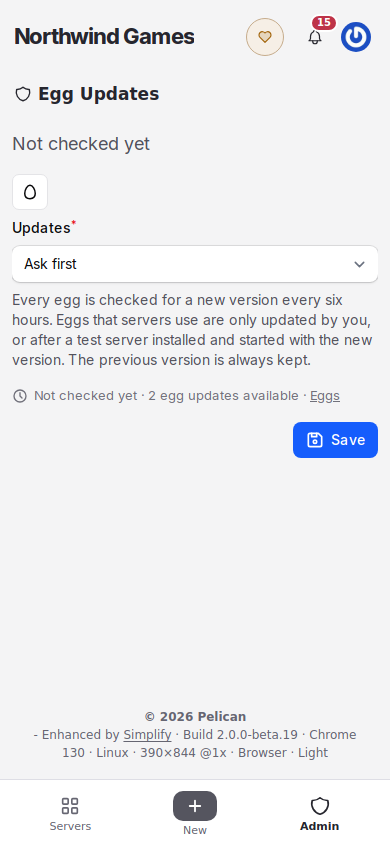 Northwind Games
15
Egg Updates
Not checked yet
Updates*
Ask first
Every egg is checked for a new version every six
hours. Eggs that servers use are only updated by you,
or after a test server installed and started with the new
version. The previous version is always kept.
Not checked yet · 2 egg updates available · Eggs
Save
© 2026 Pelican
- Enhanced by Simplify · Build 2.0.0-beta.19 · Chrome
130 · Linux · 390×844 @1x · Browser · Light
Servers
New
Admin